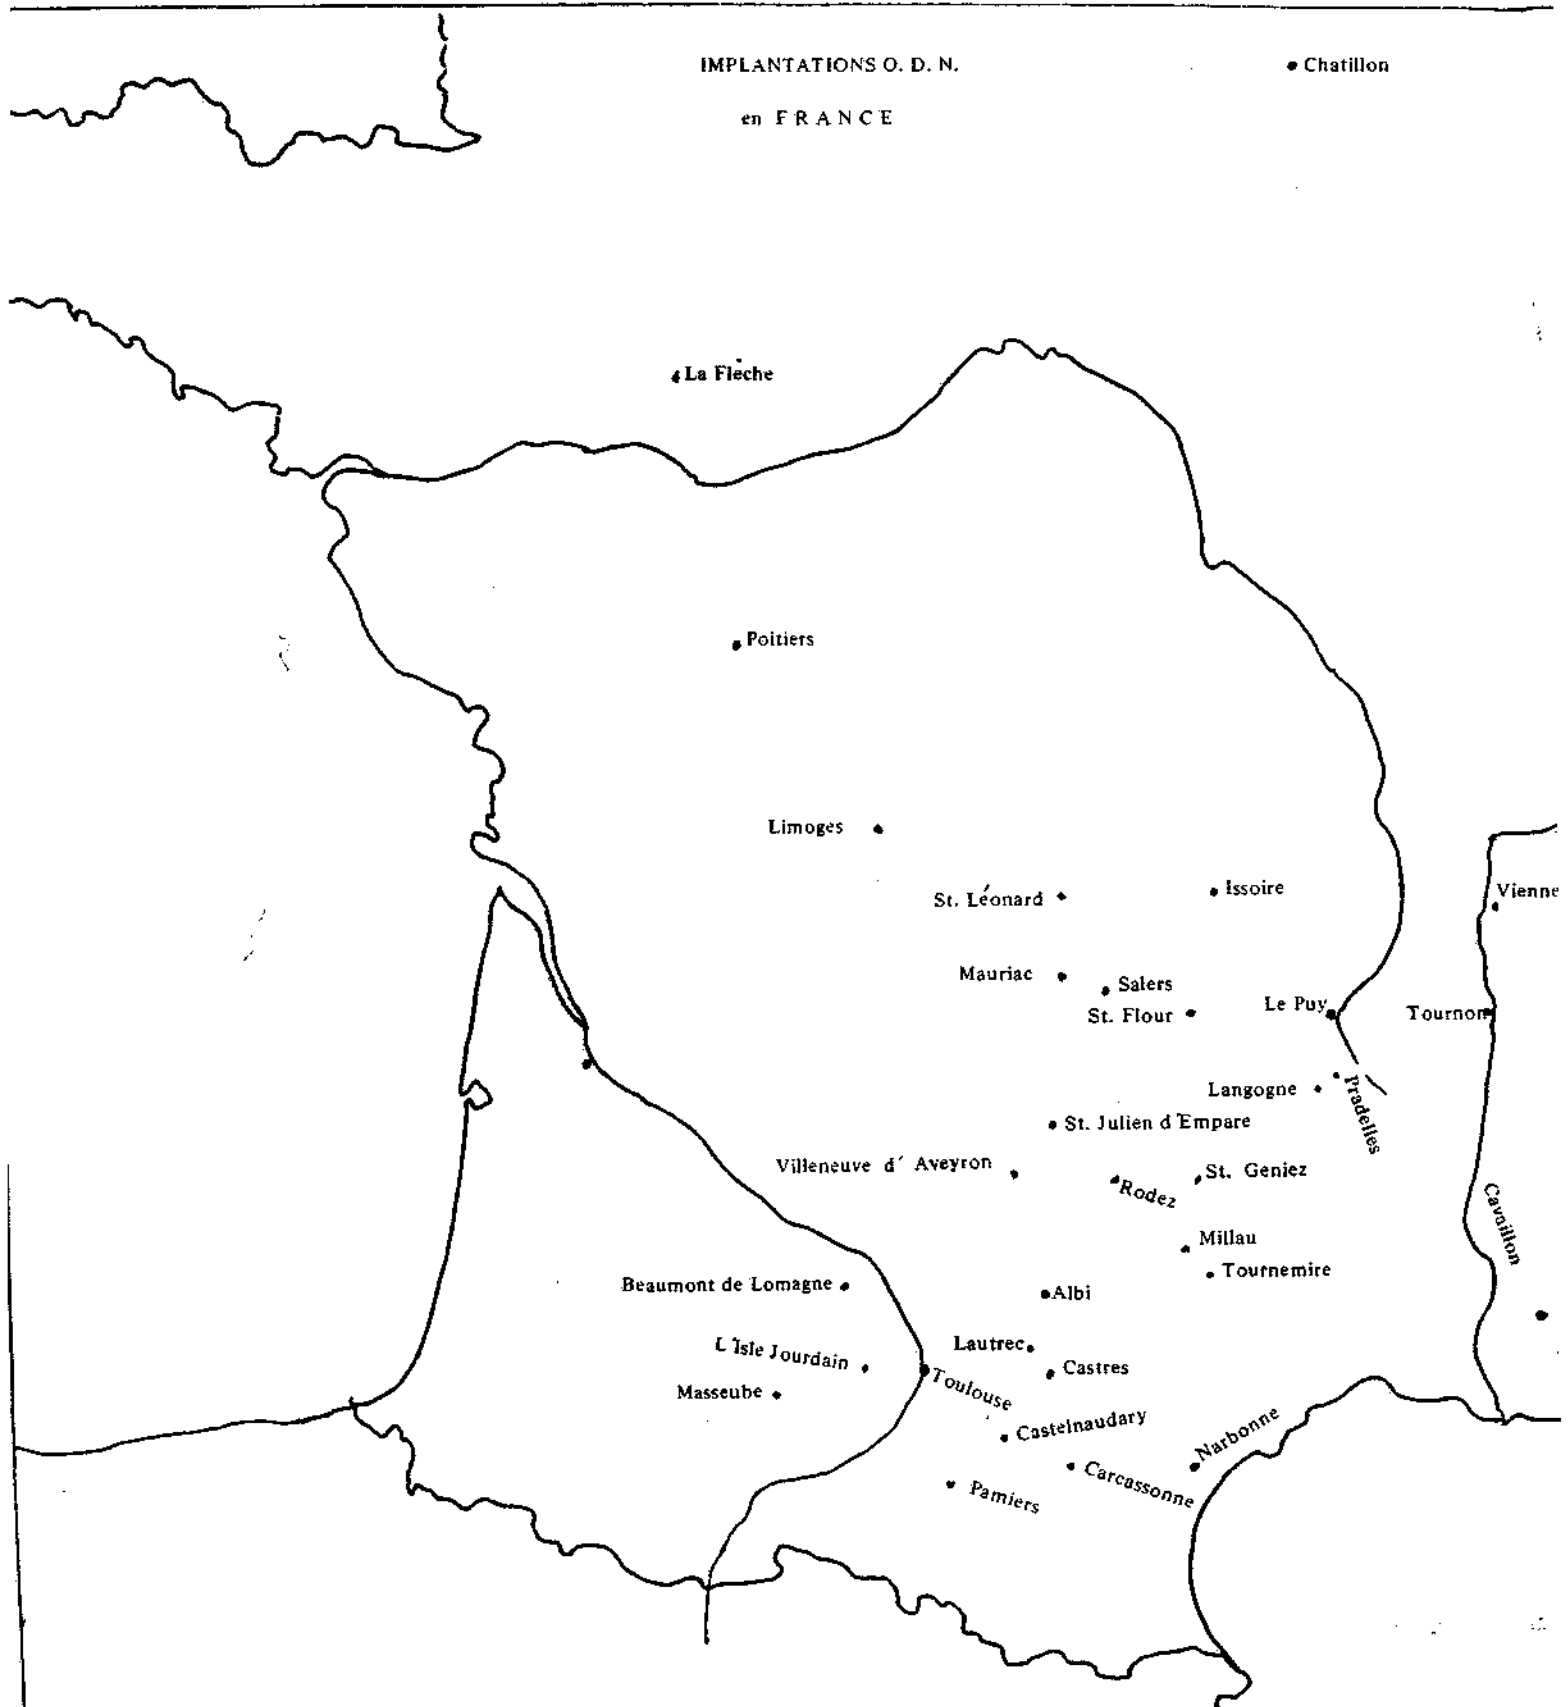 IMPLANTATIONS O. D. N.
en FRANCE
Chatillon
La Flèche
Poitiers
Limoges
St. Léonard
Issoire
Vienne
Mauriac
Salers
St. Flour
Le Puy
Tournon
Langogne
Pradelles
St. Julien d'Empare
Villeneuve d' Aveyron
Rodez
St. Geniez
Cavaillon
Millau
Tournemire
Beaumont de Lomagne
Albi
Lautrec
L'Isle Jourdain
Castres
Toulouse
Masseube
Castelnaudary
Narbonne
Carcassonne
Pamiers